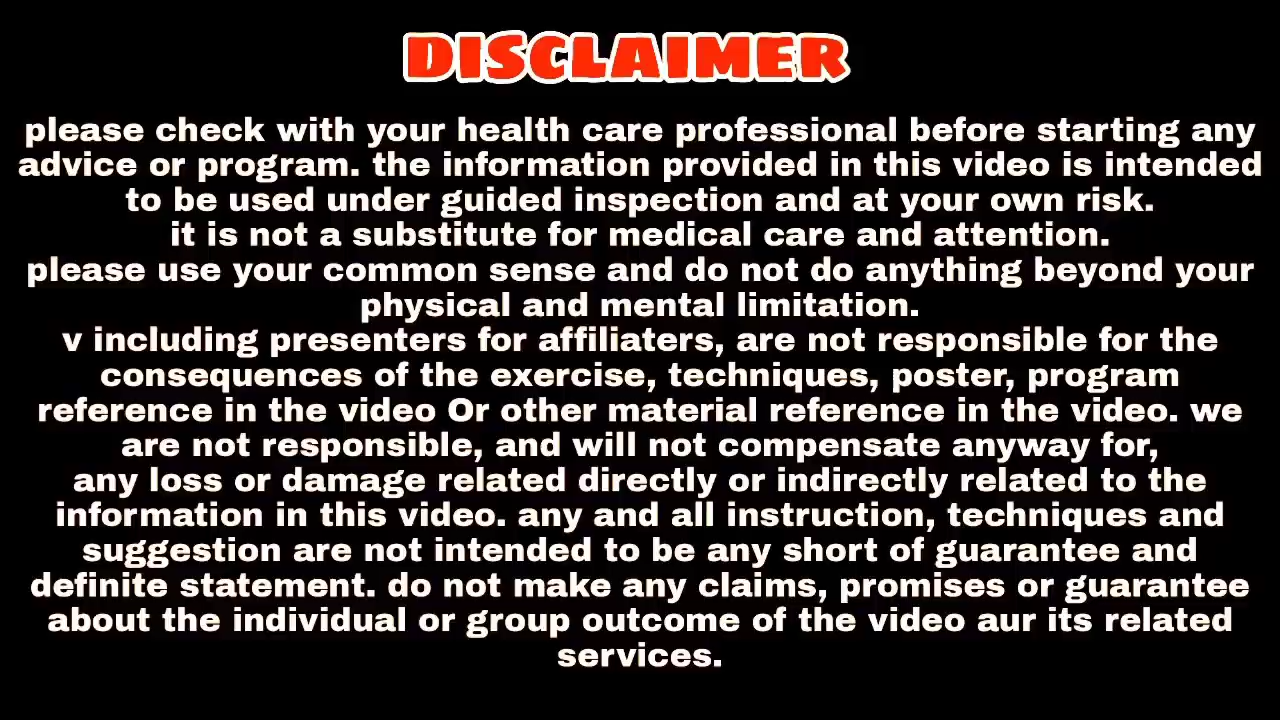 DISCLAIMER
please check with your health care professional before starting any
advice or program. the information provided in this video is intended
to be used under guided inspection and at your own risk.
it is not a substitute for medical care and attention.
please use your common sense and do not do anything beyond your
physical and mental limitation.
v including presenters for affiliaters, are not responsible for the
consequences of the exercise, techniques, poster, program
reference in the video Or other material reference in the video. we
are not responsible, and will not compensate anyway for,
any loss or damage related directly or indirectly related to the
information in this video. any and all instruction, techniques and
suggestion are not intended to be any short of guarantee and
definite statement. do not make any claims, promises or guarantee
about the individual or group outcome of the video aur its related
services.